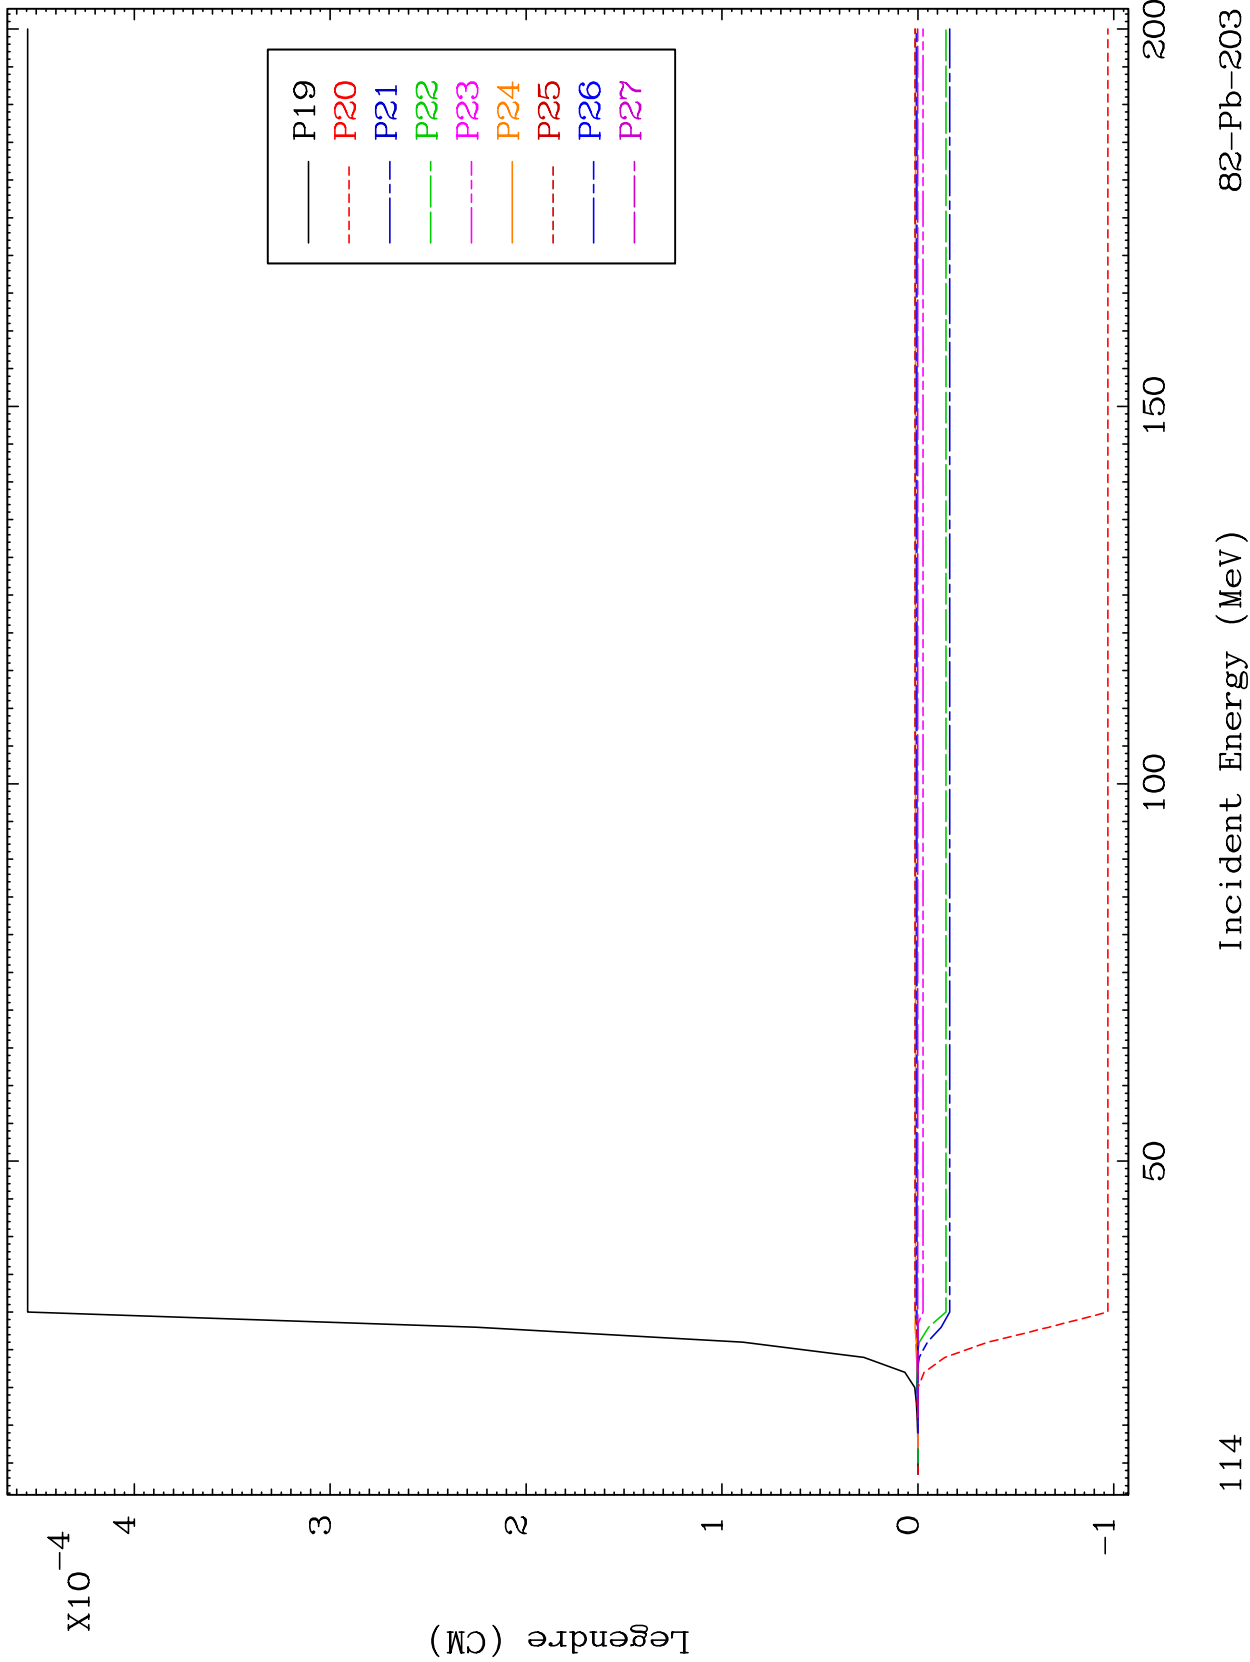 X10-4
4
3
2
1
0
-1
Legendre (CM)
P19
P20
P21
P22
P23
P24
P25
P26
P27
50
100
150
200
Incident Energy (MeV)
114
82-Pb-203